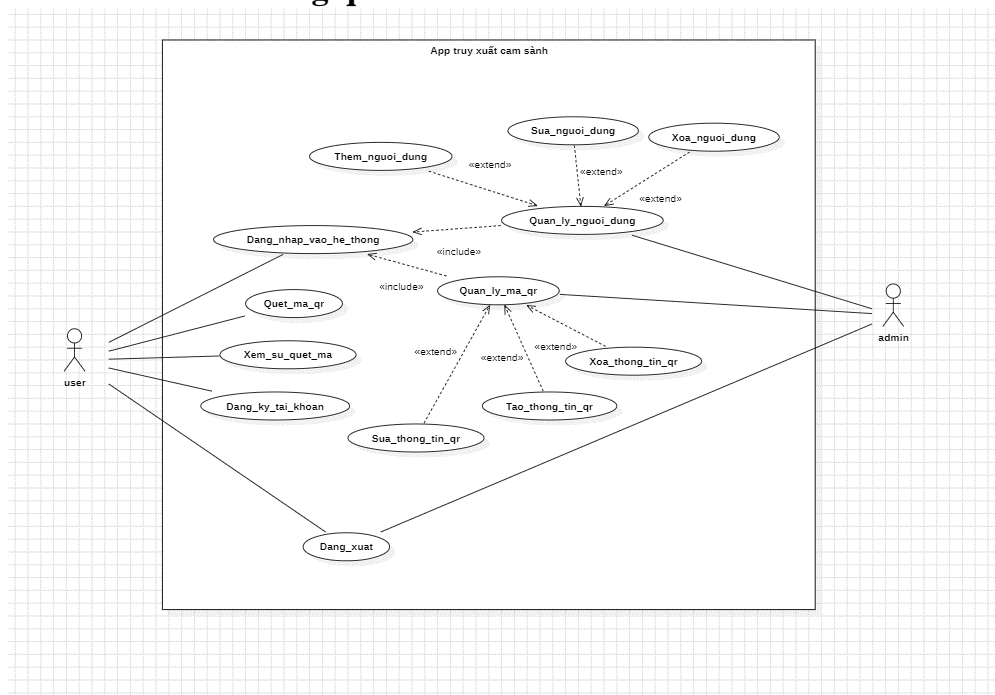 App truy xuất cam sành
Sua_nguoi_dung
Xoa_nguoi_dung
Them_nguoi_dung
«extend»
«extend»
«extend»
Quan_ly_nguoi_dung
Dang_nhap_vao_he_thong
«include»
«include»
Quan_ly_ma_qr
Quet_ma_qr
admin
«extend»
«extend»
«extend»
Xem_su_quet_ma
Xoa_thong_tin_qr
user
Dang_ky_tai_khoan
Tao_thong_tin_qr
Sua_thong_tin_qr
Dang_xuat